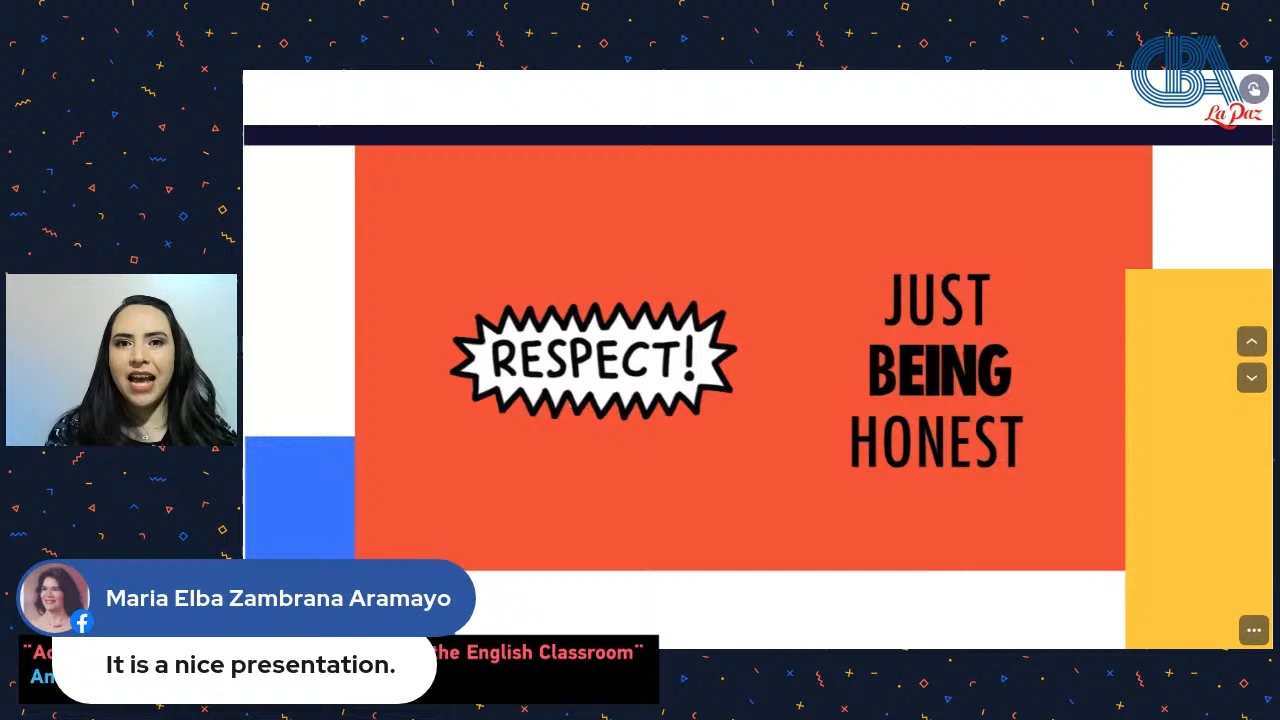 CBA
La Paz
RESPECT!
JUST
BEING
HONEST
Maria Elba Zambrana Aramayo
It is a nice presentation.
the English Classroom¨